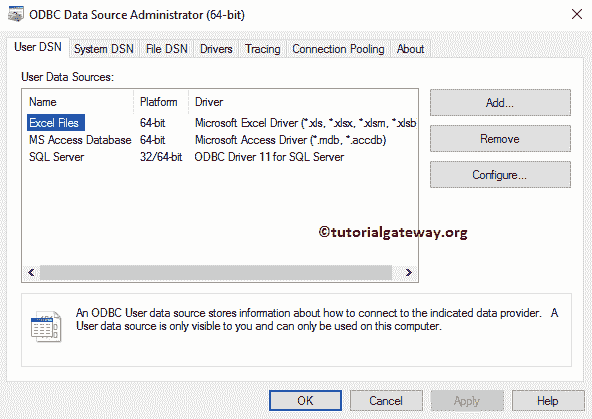 ODBC Data Source Administrator (64-bit)
User DSN System DSN File DSN Drivers Tracing Connection Pooling About
User Data Sources:
Name Platform Driver
Excel Files 64-bit Microsoft Excel Driver (*.xls, *.xlsx, *.xlsm, *.xlsb
MS Access Database 64-bit Microsoft Access Driver (*.mdb, *.accdb)
SQL Server 32/64-bit ODBC Driver 11 for SQL Server
Add...
Remove
Configure...
©tutorialgateway.org
An ODBC User data source stores information about how to connect to the indicated data provider. A
User data source is only visible to you and can only be used on this computer.
OK Cancel Apply Help